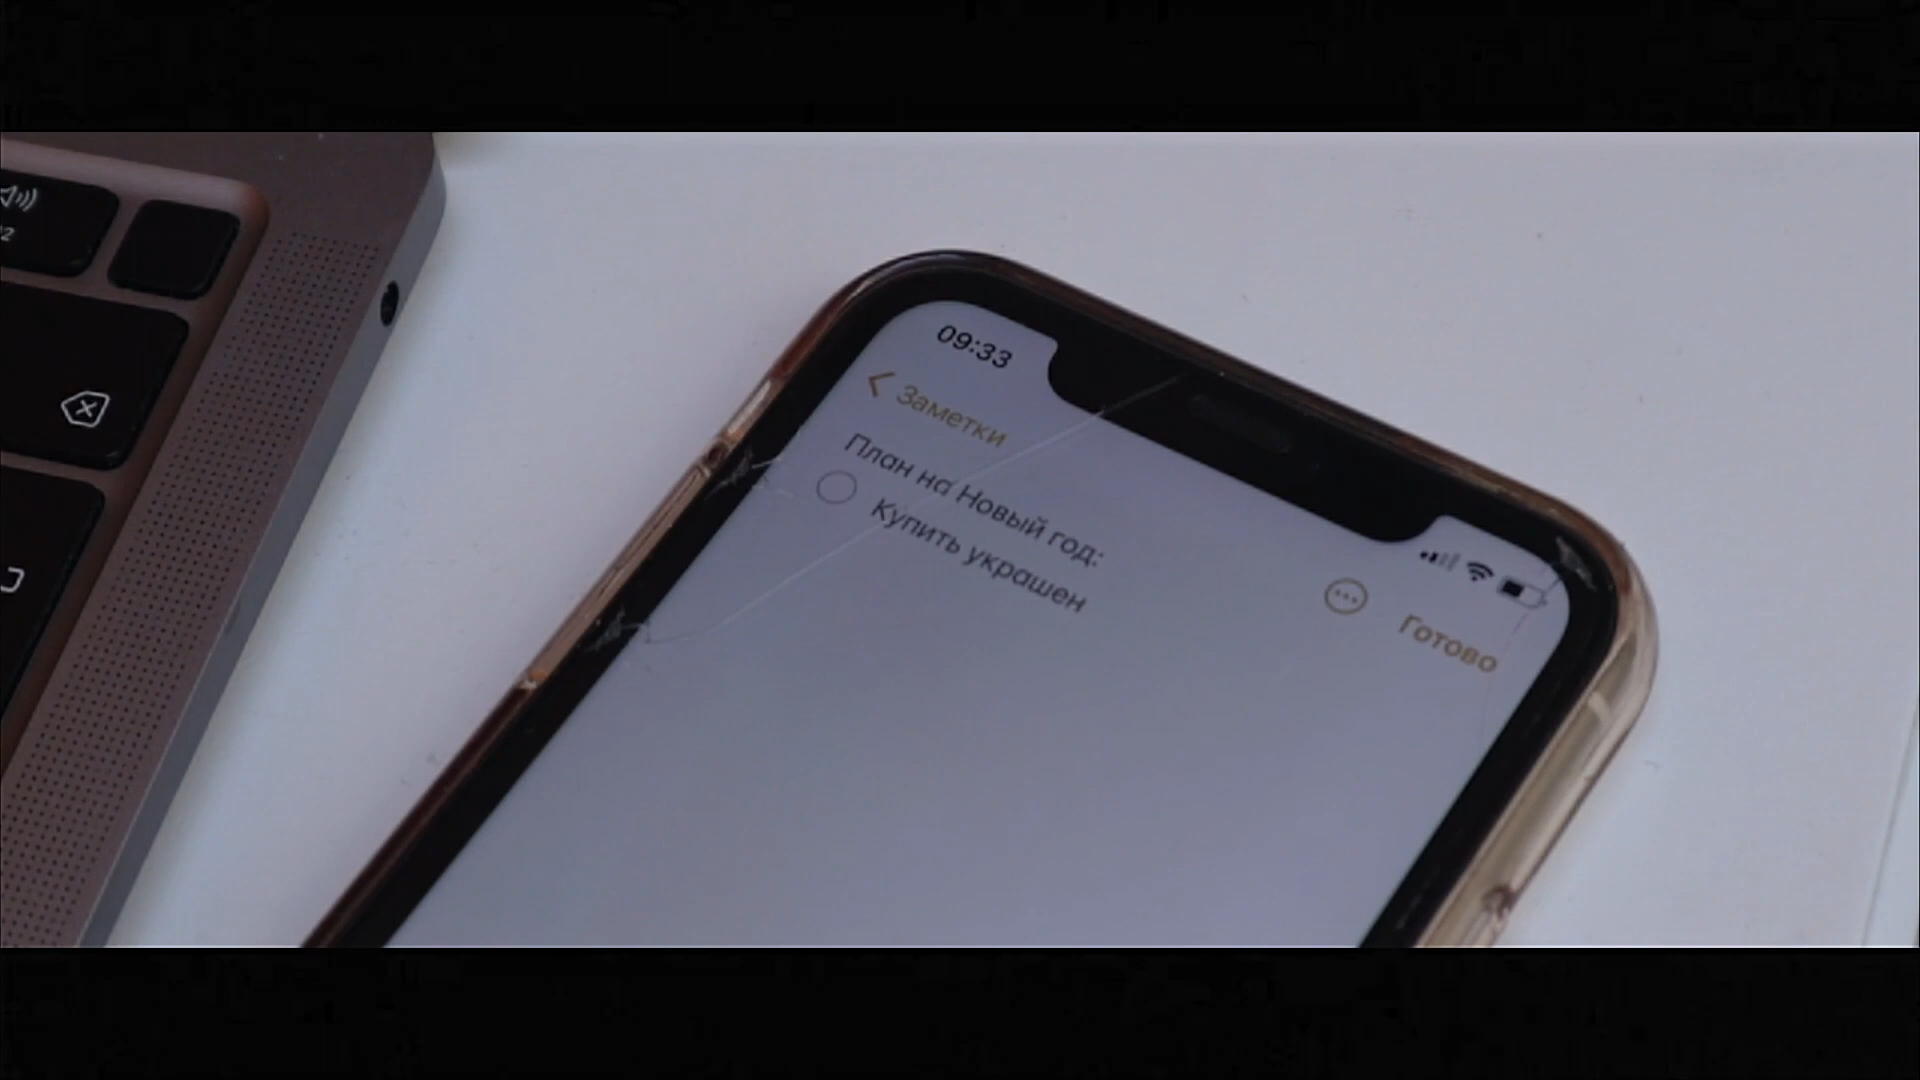 09:33
Заметки
Готово
План на Новый год:
Купить украшен